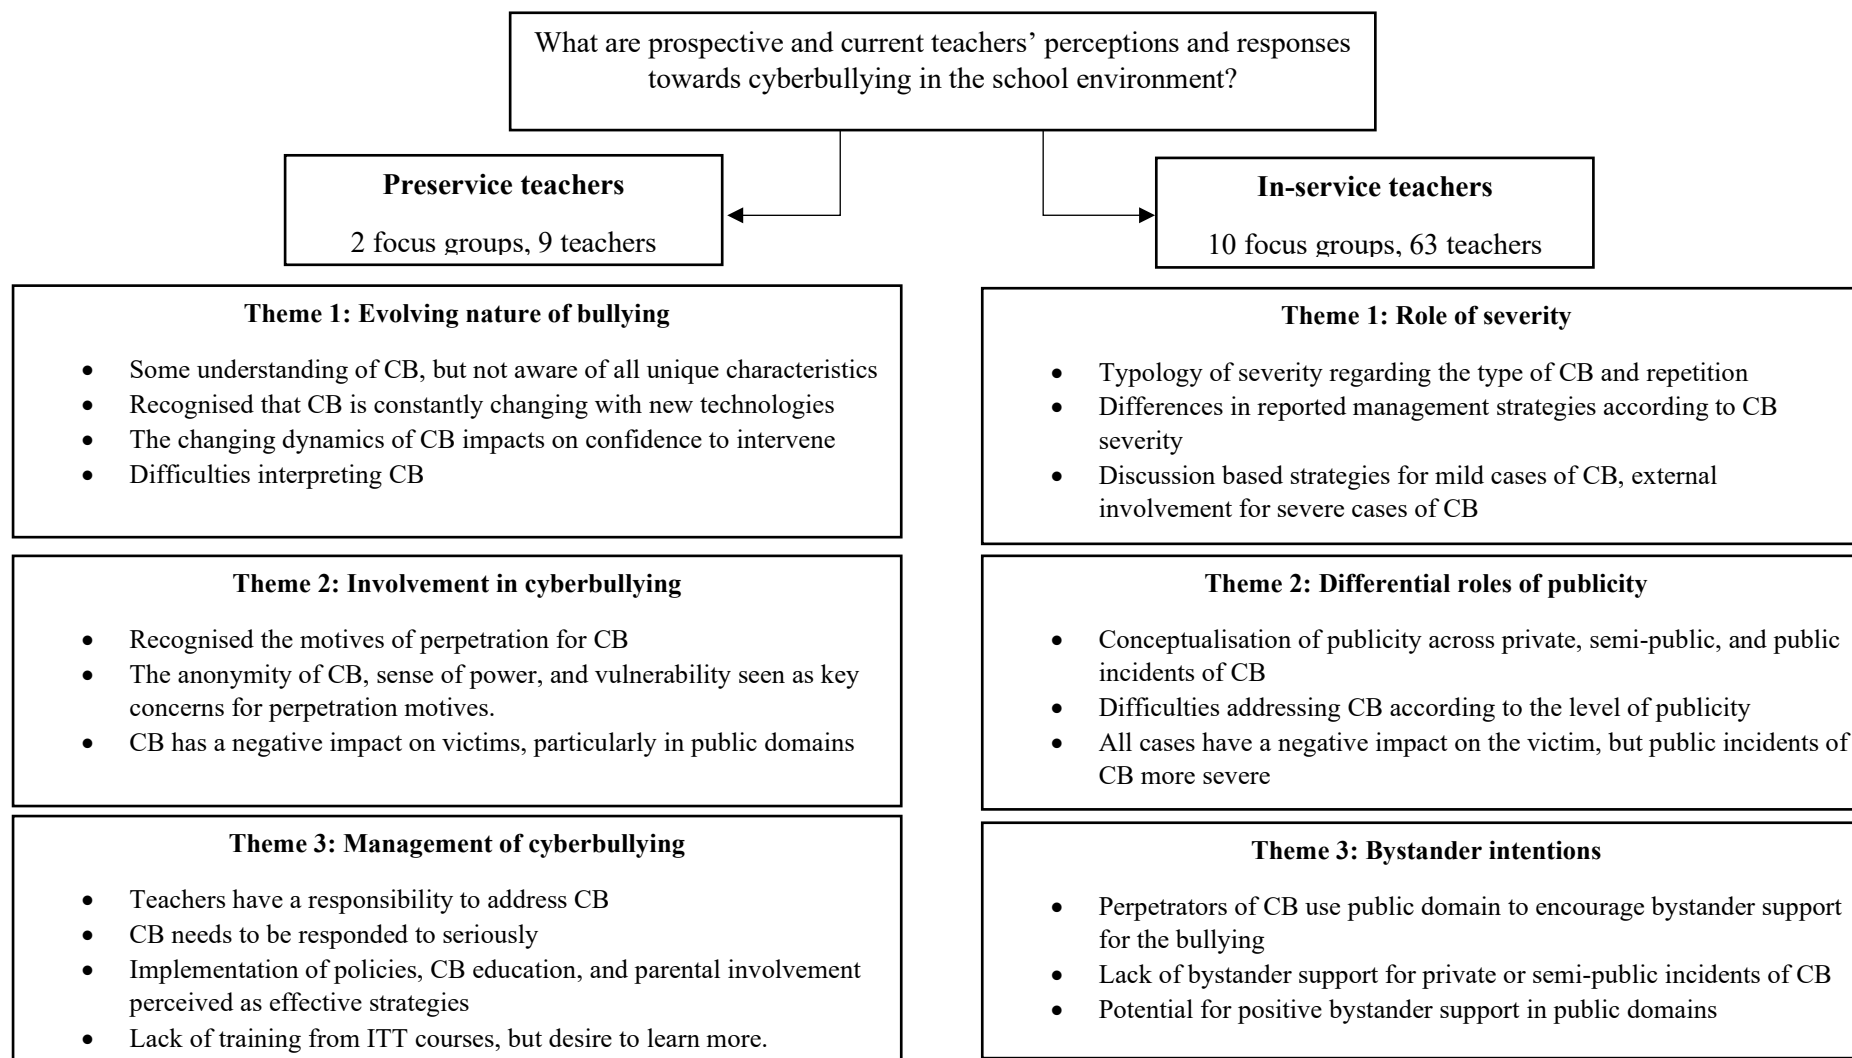 What are prospective and current teachers’ perceptions and responses
towards cyberbullying in the school environment?
Preservice teachers
2 focus groups, 9 teachers
In-service teachers
10 focus groups, 63 teachers
Theme 1: Evolving nature of bullying
• Some understanding of CB, but not aware of all unique characteristics
• Recognised that CB is constantly changing with new technologies
• The changing dynamics of CB impacts on confidence to intervene
• Difficulties interpreting CB
Theme 2: Involvement in cyberbullying
• Recognised the motives of perpetration for CB
• The anonymity of CB, sense of power, and vulnerability seen as key
concerns for perpetration motives.
• CB has a negative impact on victims, particularly in public domains
Theme 3: Management of cyberbullying
• Teachers have a responsibility to address CB
• CB needs to be responded to seriously
• Implementation of policies, CB education, and parental involvement
perceived as effective strategies
• Lack of training from ITT courses, but desire to learn more.
Theme 1: Role of severity
• Typology of severity regarding the type of CB and repetition
• Differences in reported management strategies according to CB
severity
• Discussion based strategies for mild cases of CB, external
involvement for severe cases of CB
Theme 2: Differential roles of publicity
• Conceptualisation of publicity across private, semi-public, and public
incidents of CB
• Difficulties addressing CB according to the level of publicity
• All cases have a negative impact on the victim, but public incidents of
CB more severe
Theme 3: Bystander intentions
• Perpetrators of CB use public domain to encourage bystander support
for the bullying
• Lack of bystander support for private or semi-public incidents of CB
• Potential for positive bystander support in public domains